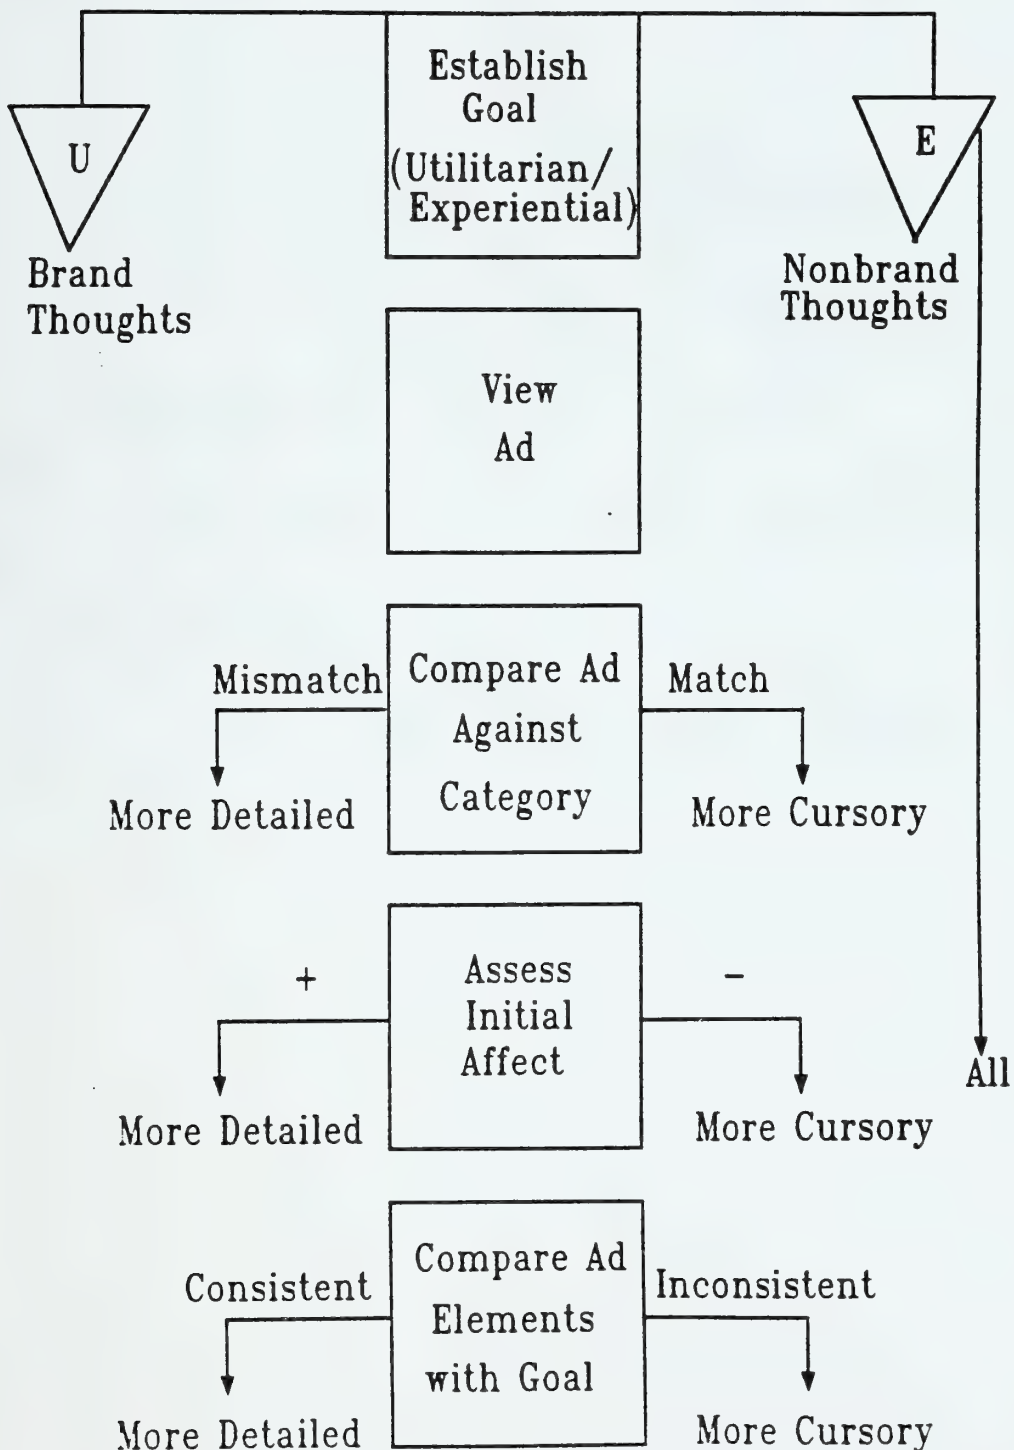 Establish
Goal
(Utilitarian/
Experiential)
U
E
Brand
Thoughts
Nonbrand
Thoughts
View
Ad
Mismatch
Compare Ad
Against
Category
Match
More Detailed
More Cursory
+
Assess
Initial
Affect
-
All
More Detailed
More Cursory
Consistent
Compare Ad
Elements
with Goal
Inconsistent
More Detailed
More Cursory